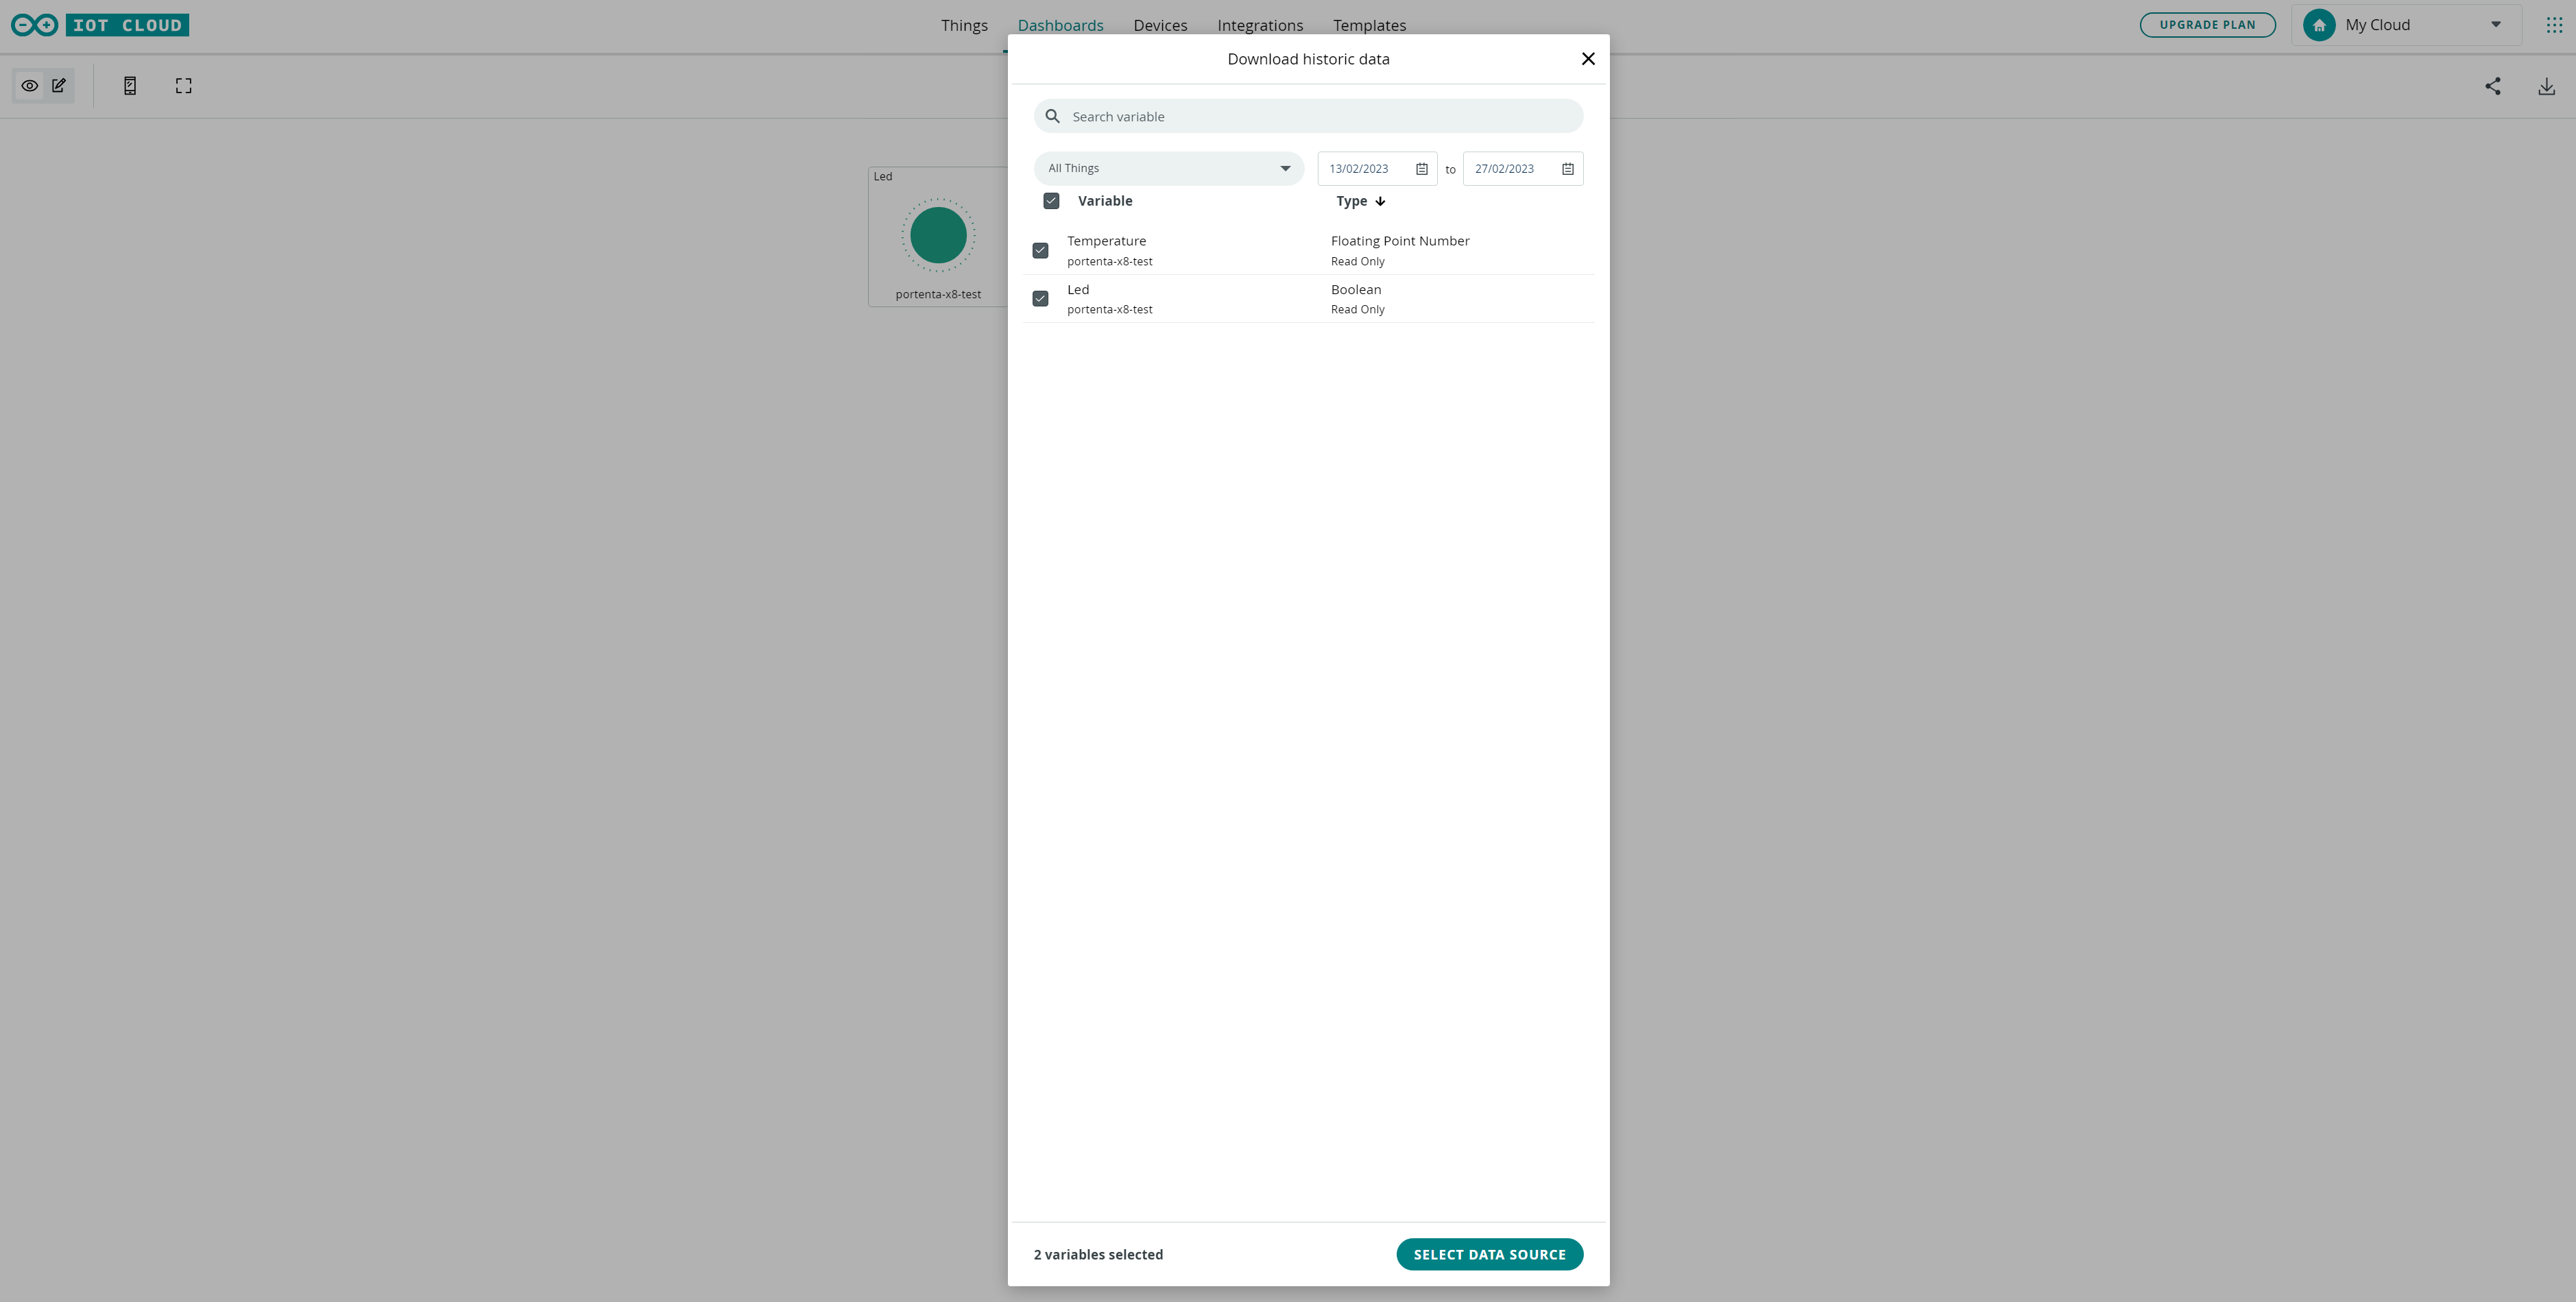 IOT CLOUD
Things Dashboards Devices Integrations Templates
UPGRADE PLAN
My Cloud
Download historic data
Search variable
All Things
13/02/2023 to 27/02/2023
Variable Type
Led
portenta-x8-test
Temperature Floating Point Number
portenta-x8-test Read Only
Led Boolean
portenta-x8-test Read Only
2 variables selected
SELECT DATA SOURCE